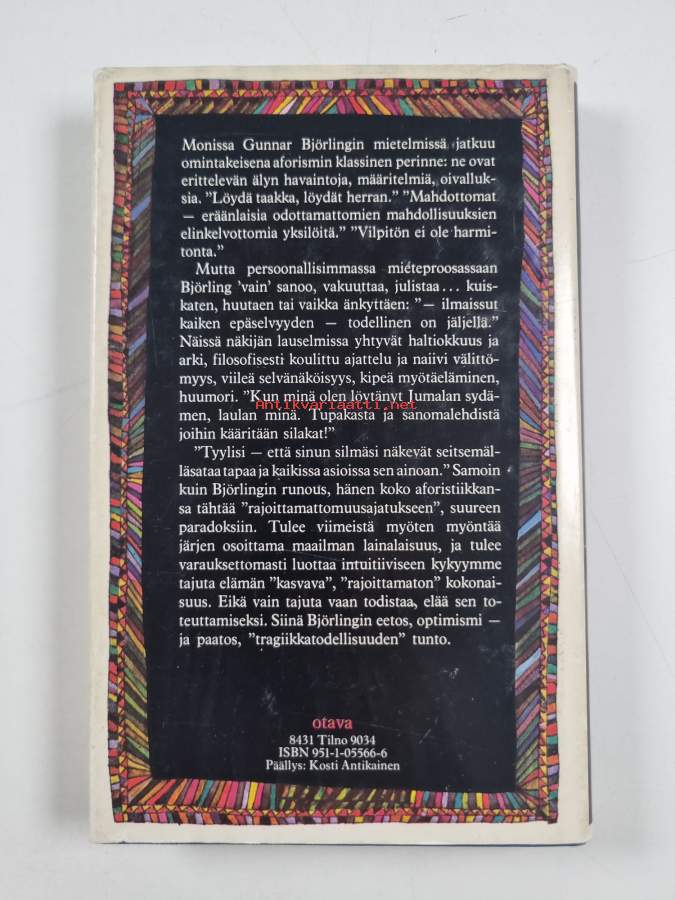 Monissa Gunnar Björlingin mietelmissä jatkuu
omintakeisena aforismin klassinen perinne: ne ovat
erittelevän älyn havaintoja, määritelmiä, oivalluk-
sia. ”Löydä taakka, löydät herran.” ”Mahdottomat
— eräänlaisia odottamattomien mahdollisuuksien
elinkelvottomia yksilöitä.” ”Vilpitön ei ole harmi-
tonta.”
Mutta persoonallisimmassa mieteproosassaan
Björling ’vain’ sanoo, vakuuttaa, julistaa... kuis-
katen, huutaen tai vaikka änkyttäen: ”— ilmaissut
kaiken epäselvyyden — todellinen on jäljellä.”
Näissä näkijän lauselmissa yhtyvät haltiokkuus ja
arki, filosofisesti koulittu ajattelu ja naiivi välittö-
myys, viileä selvänäköisyys, kipeä myötäeläminen,
huumori. ”Kun minä olen löytänyt Jumalan sydä-
men, laulan minä. Tupakasta ja sanomalehdistä
Antikvariaatti.net
joihin kääritään silakat!”
”Tyylisi — että sinun silmäsi näkevät seitsemäl-
läsataa tapaa ja kaikissa asioissa sen ainoan.” Samoin
kuin Björlingin runous, hänen koko aforistiikkan-
sa tähtää ”rajoittamattomuusajatukseen”, suureen
paradoksiin. Tulee viimeistä myöten myöntää
järjen osoittama maailman lainalaisuus, ja tulee
varauksettomasti luottaa intuitiiviseen kykyymme
tajuta elämän ”kasvava”, ”rajoittamaton” kokonai-
suus. Eikä vain tajuta vaan todistaa, elää sen to-
teuttamiseksi. Siinä Björlingin eetos, optimismi —
ja paatos, ”tragiikkatodellisuuden” tunto.
otava
8431 Tilno 9034
ISBN 951-1-05566-6
Päällys: Kosti Antikainen